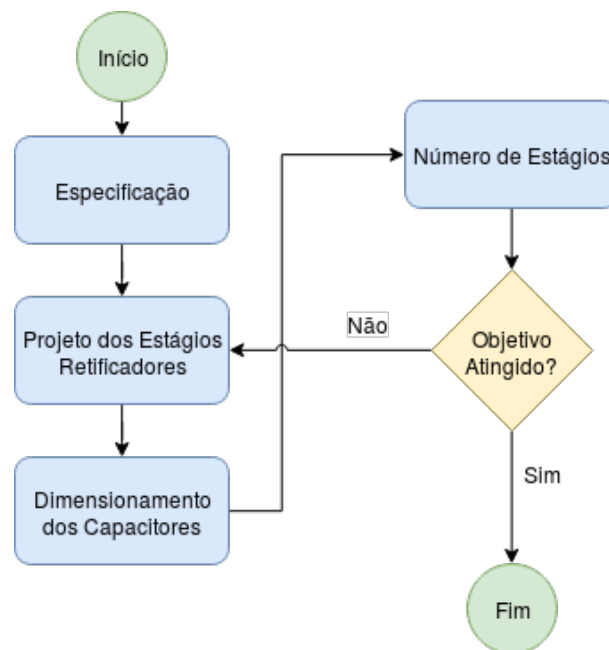 Início
Especificação
Projeto dos Estágios
Retificadores
Dimensionamento
dos Capacitores
Número de Estágios
Objetivo
Atingido?
Não
Sim
Fim